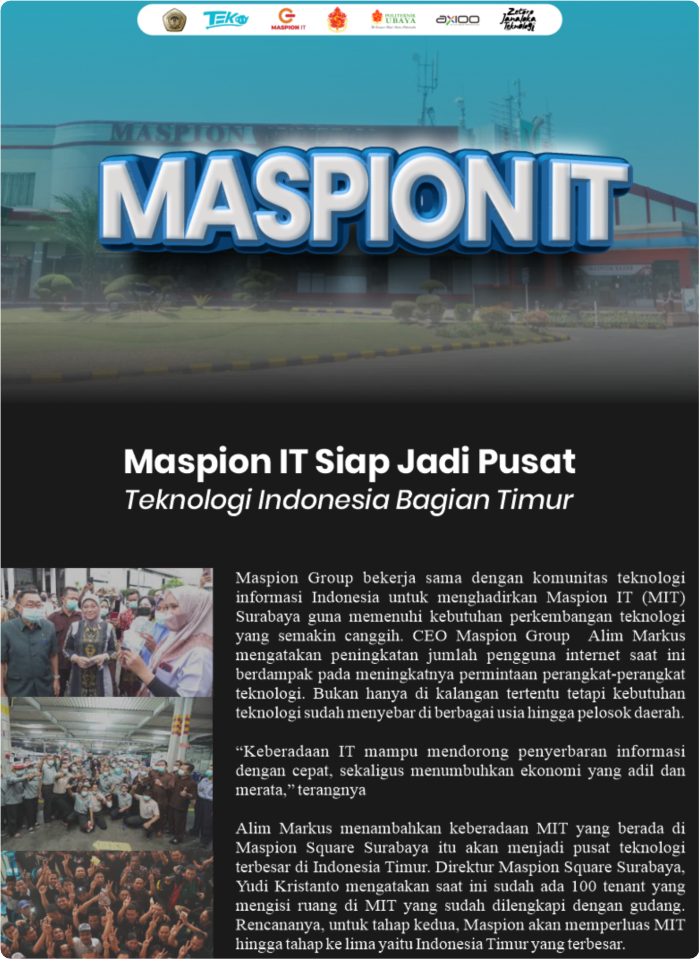 TEKO
MASPION IT
POLITEKNIK
UBAYA
AXIOO
Zetara
Janaloka
Teknologi
MASPION
MASPION IT
Maspion IT Siap Jadi Pusat
Teknologi Indonesia Bagian Timur
Maspion Group bekerja sama dengan komunitas teknologi
informasi Indonesia untuk menghadirkan Maspion IT (MIT)
Surabaya guna memenuhi kebutuhan perkembangan teknologi
yang semakin canggih. CEO Maspion Group Alim Markus
mengatakan peningkatan jumlah pengguna internet saat ini
berdampak pada meningkatnya permintaan perangkat-perangkat
teknologi. Bukan hanya di kalangan tertentu tetapi kebutuhan
teknologi sudah menyebar di berbagai usia hingga pelosok daerah.
“Keberadaan IT mampu mendorong penyerbaran informasi
dengan cepat, sekaligus menumbuhkan ekonomi yang adil dan
merata,” terangnya
Alim Markus menambahkan keberadaan MIT yang berada di
Maspion Square Surabaya itu akan menjadi pusat teknologi
terbesar di Indonesia Timur. Direktur Maspion Square Surabaya,
Yudi Kristanto mengatakan saat ini sudah ada 100 tenant yang
mengisi ruang di MIT yang sudah dilengkapi dengan gudang.
Rencananya, untuk tahap kedua, Maspion akan memperluas MIT
hingga tahap ke lima yaitu Indonesia Timur yang terbesar.